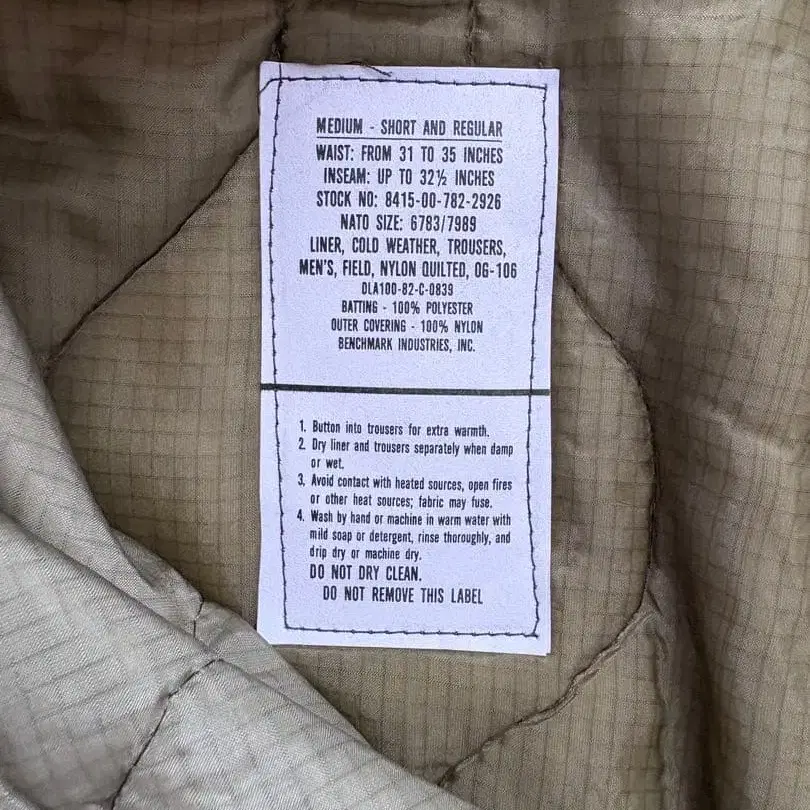 MEDIUM - SHORT AND REGULAR
WAIST: FROM 31 TO 35 INCHES
INSEAM: UP TO 32½ INCHES
STOCK NO: 8415-00-782-2926
NATO SIZE: 6783/7989
LINER, COLD WEATHER, TROUSERS,
MEN'S, FIELD, NYLON QUILTED, OG-106
DLA100-82-C-0839
BATTING - 100% POLYESTER
OUTER COVERING - 100% NYLON
BENCHMARK INDUSTRIES, INC.
1. Button into trousers for extra warmth.
2. Dry liner and trousers separately when damp
or wet.
3. Avoid contact with heated sources, open fires
or other heat sources; fabric may fuse.
4. Wash by hand or machine in warm water with
mild soap or detergent, rinse thoroughly, and
drip dry or machine dry.
DO NOT DRY CLEAN.
DO NOT REMOVE THIS LABEL